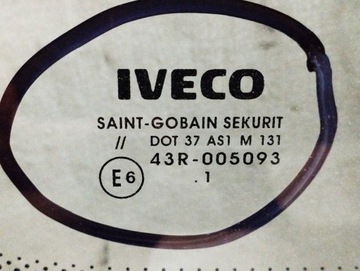 IVECO
SAINT-GOBAIN SEKURIT
// DOT 37 AS1 M 131
43R-005093
E6 .1